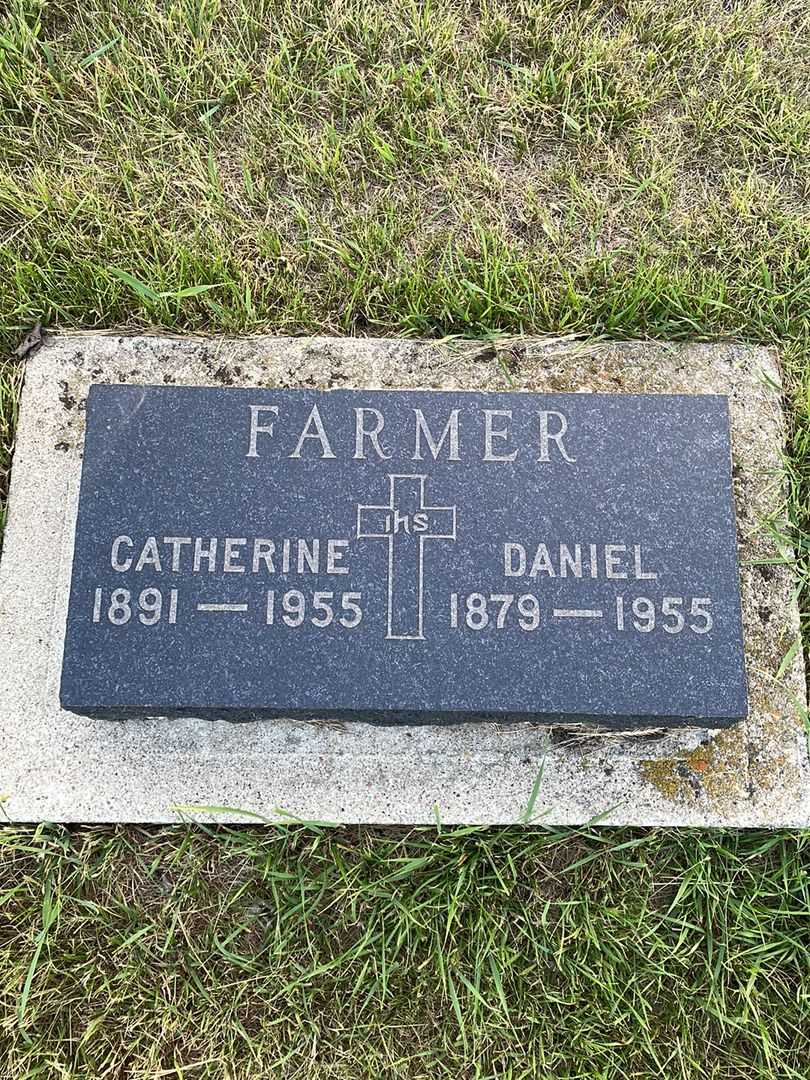 FARMER
IHS
CATHERINE
1891 — 1955
DANIEL
1879 — 1955